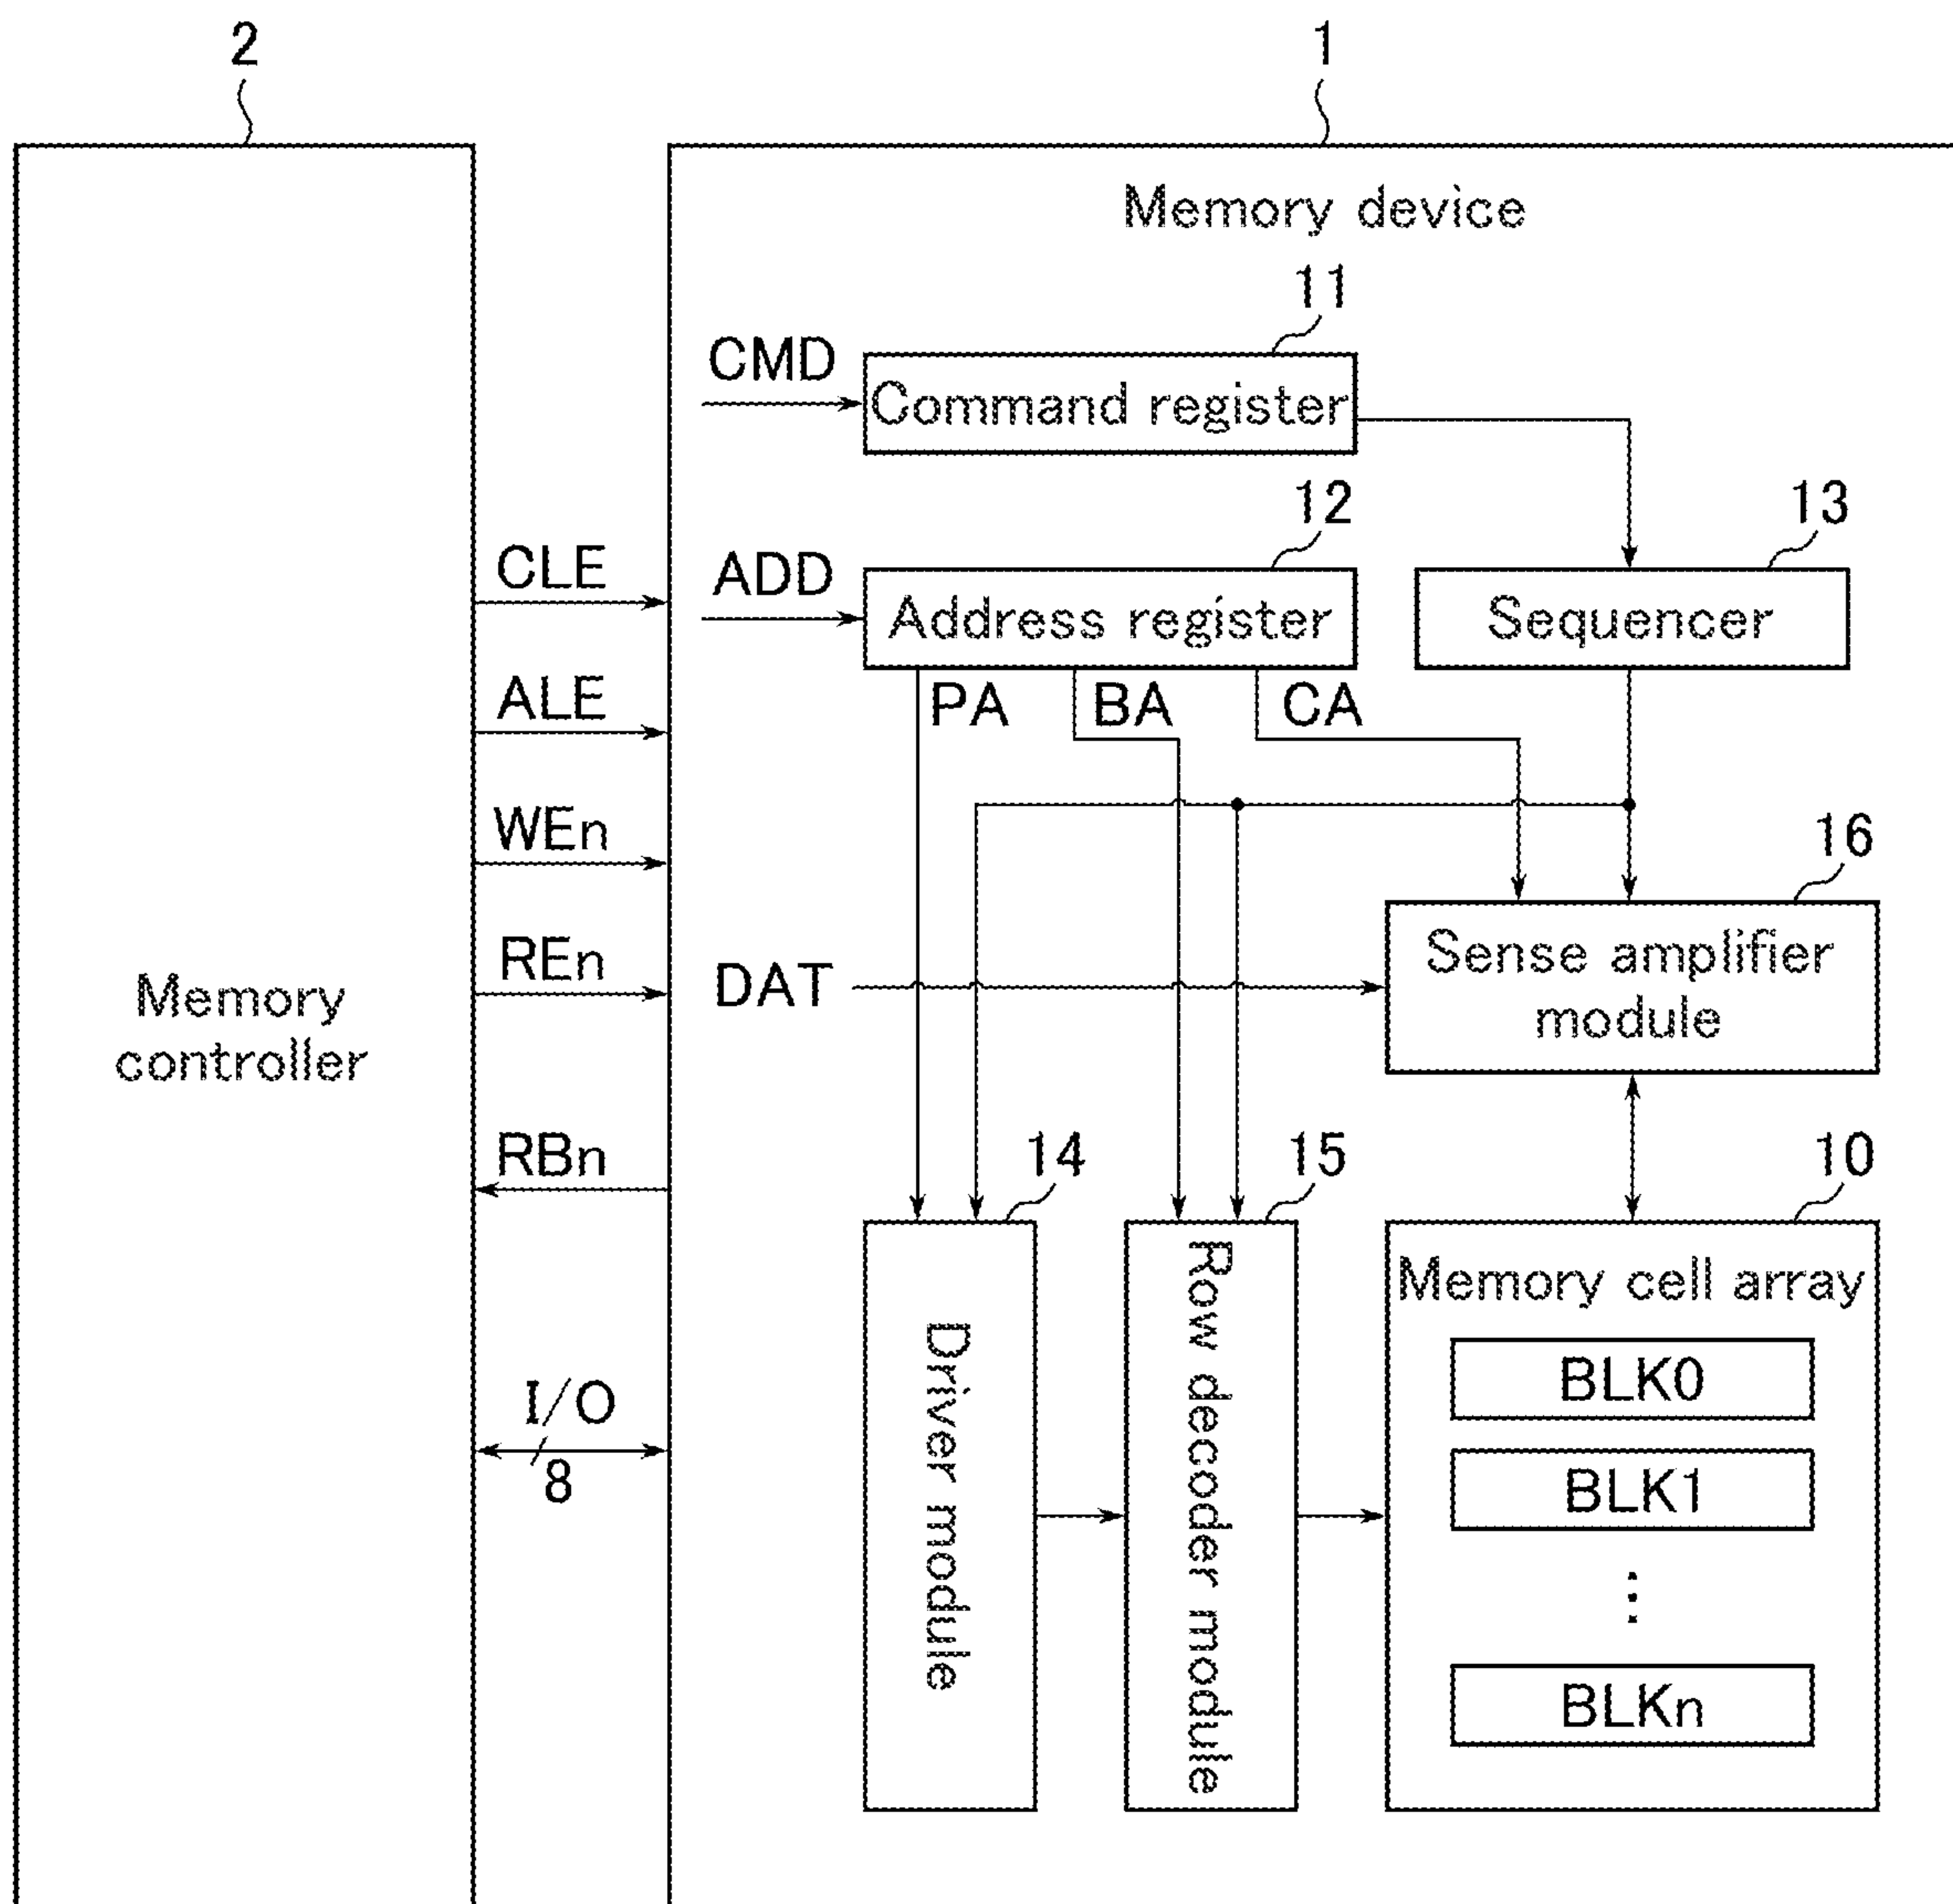 2
1
Memory device
11
CMD
Command register
12
13
CLE
ADD
Address register
Sequencer
ALE
PA
BA
CA
WEn
16
REn
DAT
Sense amplifier
module
Memory
controller
RBn
14
15
10
Driver module
Row decoder module
Memory cell array
BLK0
I/O
8
BLK1
BLKn